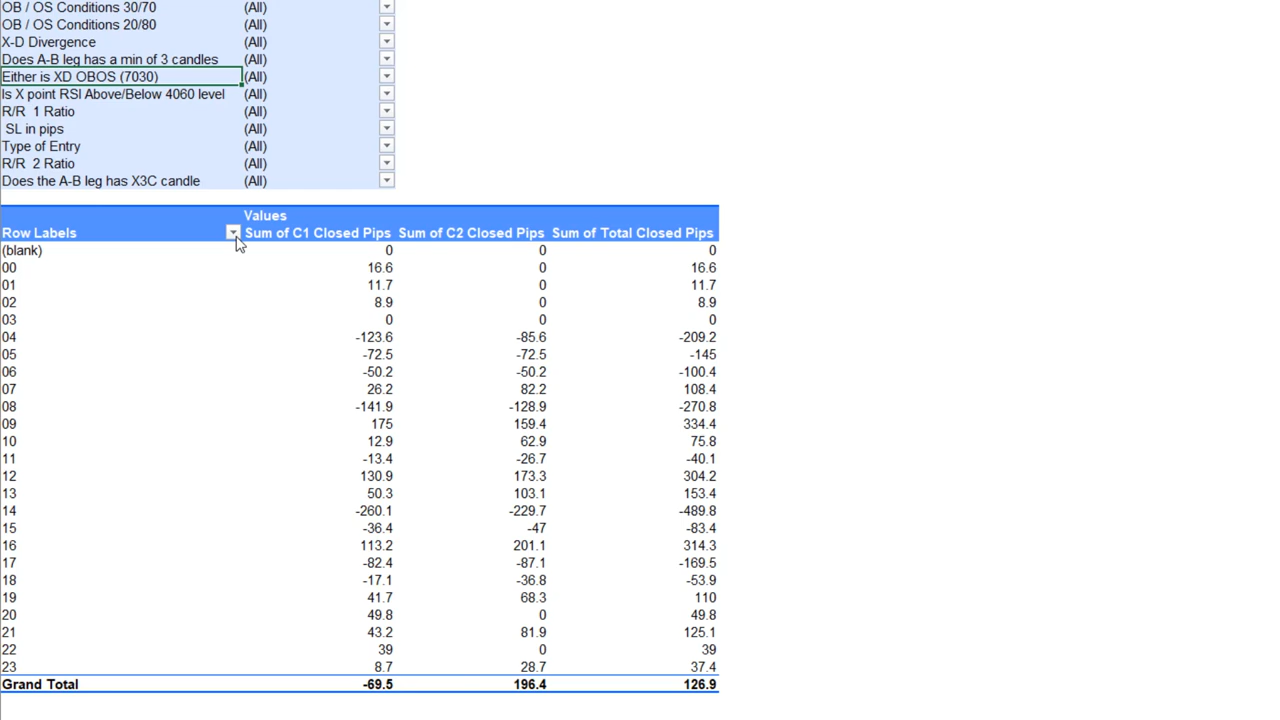 OB / OS Conditions 30/70 (All)
OB / OS Conditions 20/80 (All)
X-D Divergence (All)
Does A-B leg has a min of 3 candles (All)
Either is XD OBOS (7030) (All)
Is X point RSI Above/Below 4060 level (All)
R/R 1 Ratio (All)
SL in pips (All)
Type of Entry (All)
R/R 2 Ratio (All)
Does the A-B leg has X3C candle (All)
Values
Row Labels Sum of C1 Closed Pips Sum of C2 Closed Pips Sum of Total Closed Pips
(blank) 0 0 0
00 16.6 0 16.6
01 11.7 0 11.7
02 8.9 0 8.9
03 0 0 0
04 -123.6 -85.6 -209.2
05 -72.5 -72.5 -145
06 -50.2 -50.2 -100.4
07 26.2 82.2 108.4
08 -141.9 -128.9 -270.8
09 175 159.4 334.4
10 12.9 62.9 75.8
11 -13.4 -26.7 -40.1
12 130.9 173.3 304.2
13 50.3 103.1 153.4
14 -260.1 -229.7 -489.8
15 -36.4 -47 -83.4
16 113.2 201.1 314.3
17 -82.4 -87.1 -169.5
18 -17.1 -36.8 -53.9
19 41.7 68.3 110
20 49.8 0 49.8
21 43.2 81.9 125.1
22 39 0 39
23 8.7 28.7 37.4
Grand Total -69.5 196.4 126.9